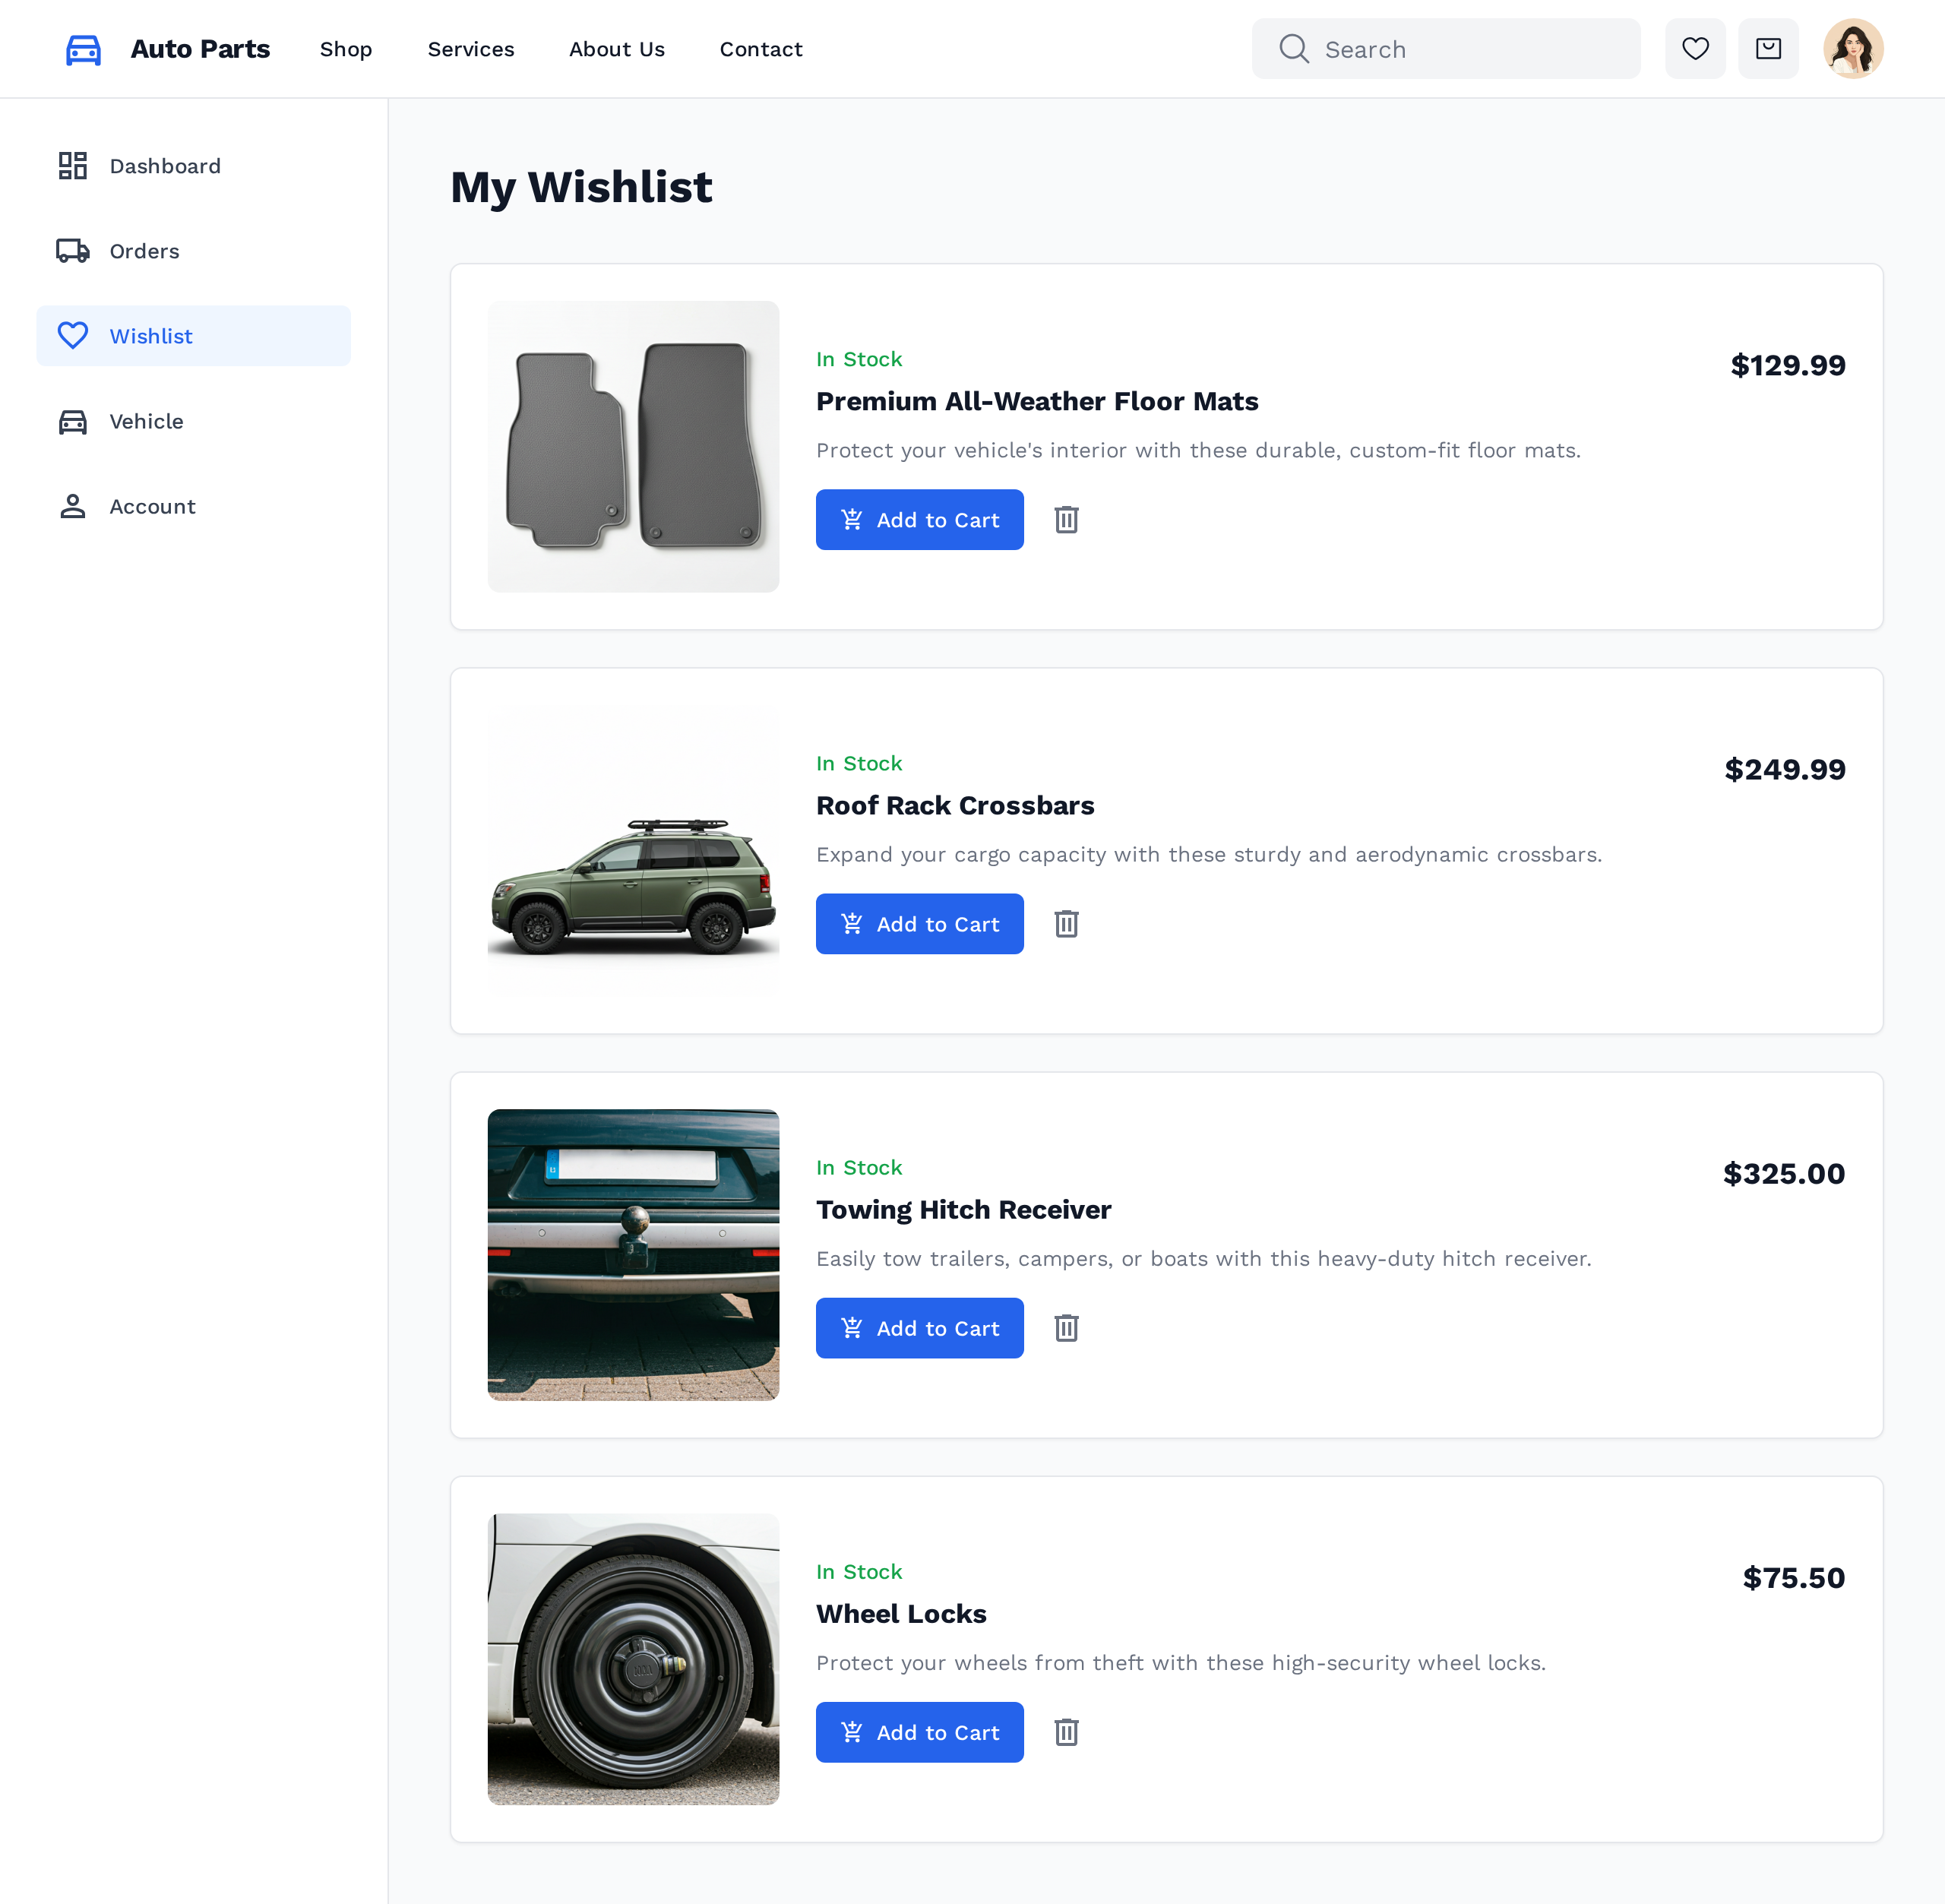 Auto Parts
Shop
Services
About Us
Contact
Search
Dashboard
Orders
Wishlist
Vehicle
Account
My Wishlist
In Stock
$129.99
Premium All-Weather Floor Mats
Protect your vehicle's interior with these durable, custom-fit floor mats.
Add to Cart
In Stock
$249.99
Roof Rack Crossbars
Expand your cargo capacity with these sturdy and aerodynamic crossbars.
Add to Cart
In Stock
$325.00
Towing Hitch Receiver
Easily tow trailers, campers, or boats with this heavy-duty hitch receiver.
Add to Cart
In Stock
$75.50
Wheel Locks
Protect your wheels from theft with these high-security wheel locks.
Add to Cart